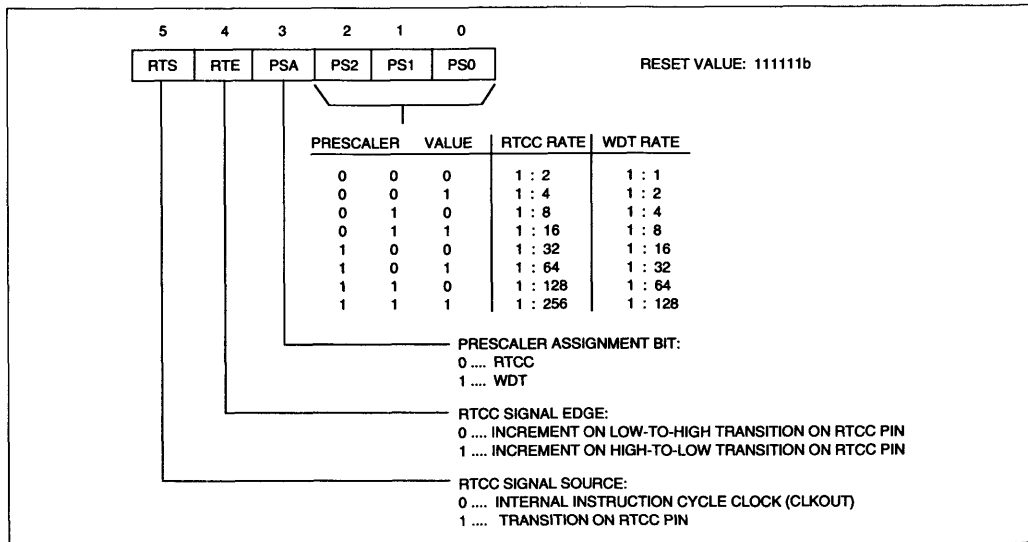 5 4 3 2 1 0
RTS RTE PSA PS2 PS1 PS0 RESET VALUE: 111111b
PRESCALER VALUE RTCC RATE WDT RATE
0 0 0 1 : 2 1 : 1
0 0 1 1 : 4 1 : 2
0 1 0 1 : 8 1 : 4
0 1 1 1 : 16 1 : 8
1 0 0 1 : 32 1 : 16
1 0 1 1 : 64 1 : 32
1 1 0 1 : 128 1 : 64
1 1 1 1 : 256 1 : 128
PRESCALER ASSIGNMENT BIT:
0 .... RTCC
1 .... WDT
RTCC SIGNAL EDGE:
0 .... INCREMENT ON LOW-TO-HIGH TRANSITION ON RTCC PIN
1 .... INCREMENT ON HIGH-TO-LOW TRANSITION ON RTCC PIN
RTCC SIGNAL SOURCE:
0 .... INTERNAL INSTRUCTION CYCLE CLOCK (CLKOUT)
1 .... TRANSITION ON RTCC PIN